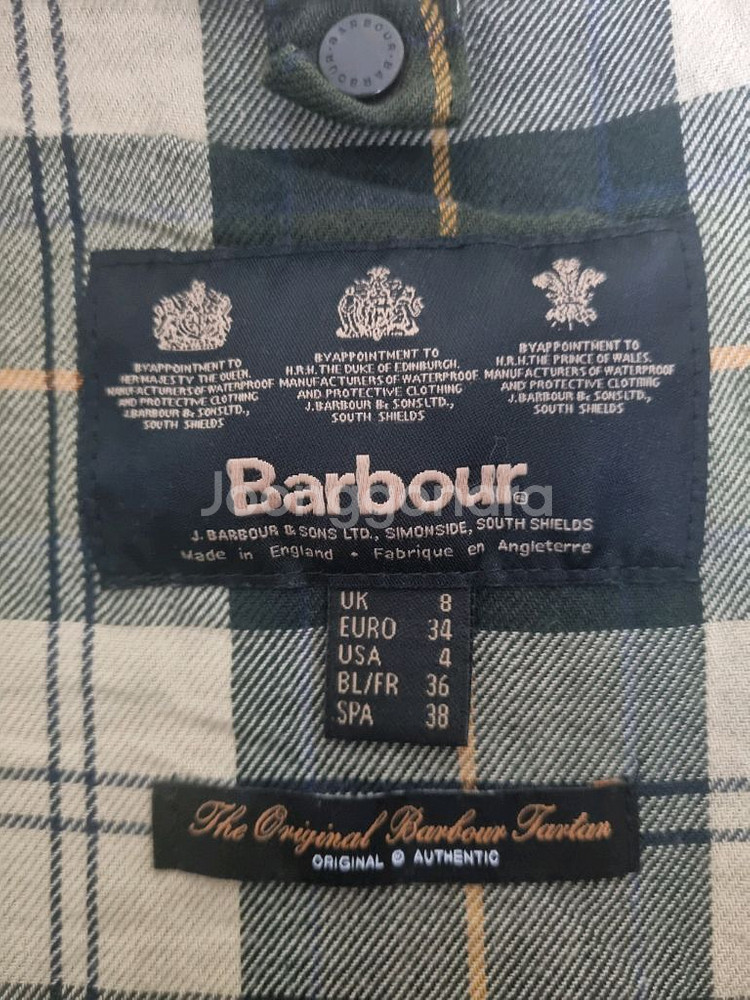 BARBOUR·BARBOUR·BARBOUR
BY APPOINTMENT TO
HER MAJESTY THE QUEEN.
MANUFACTURERS OF WATERPROOF
AND PROTECTIVE CLOTHING
J.BARBOUR & SONS LTD.,
SOUTH SHIELDS
BY APPOINTMENT TO
H.R.H. THE DUKE OF EDINBURGH.
MANUFACTURERS OF WATERPROOF
AND PROTECTIVE CLOTHING
J.BARBOUR & SONS LTD.,
SOUTH SHIELDS
BY APPOINTMENT TO
H.R.H. THE PRINCE OF WALES.
MANUFACTURERS OF WATERPROOF
AND PROTECTIVE CLOTHING
J.BARBOUR & SONS LTD.,
SOUTH SHIELDS
Barbour®
Joonggonara
J. BARBOUR & SONS LTD., SIMONSIDE, SOUTH SHIELDS
Made in England • Fabrique en Angleterre
UK 8
EURO 34
USA 4
BL/FR 36
SPA 38
The Original Barbour Tartan
ORIGINAL @ AUTHENTIC